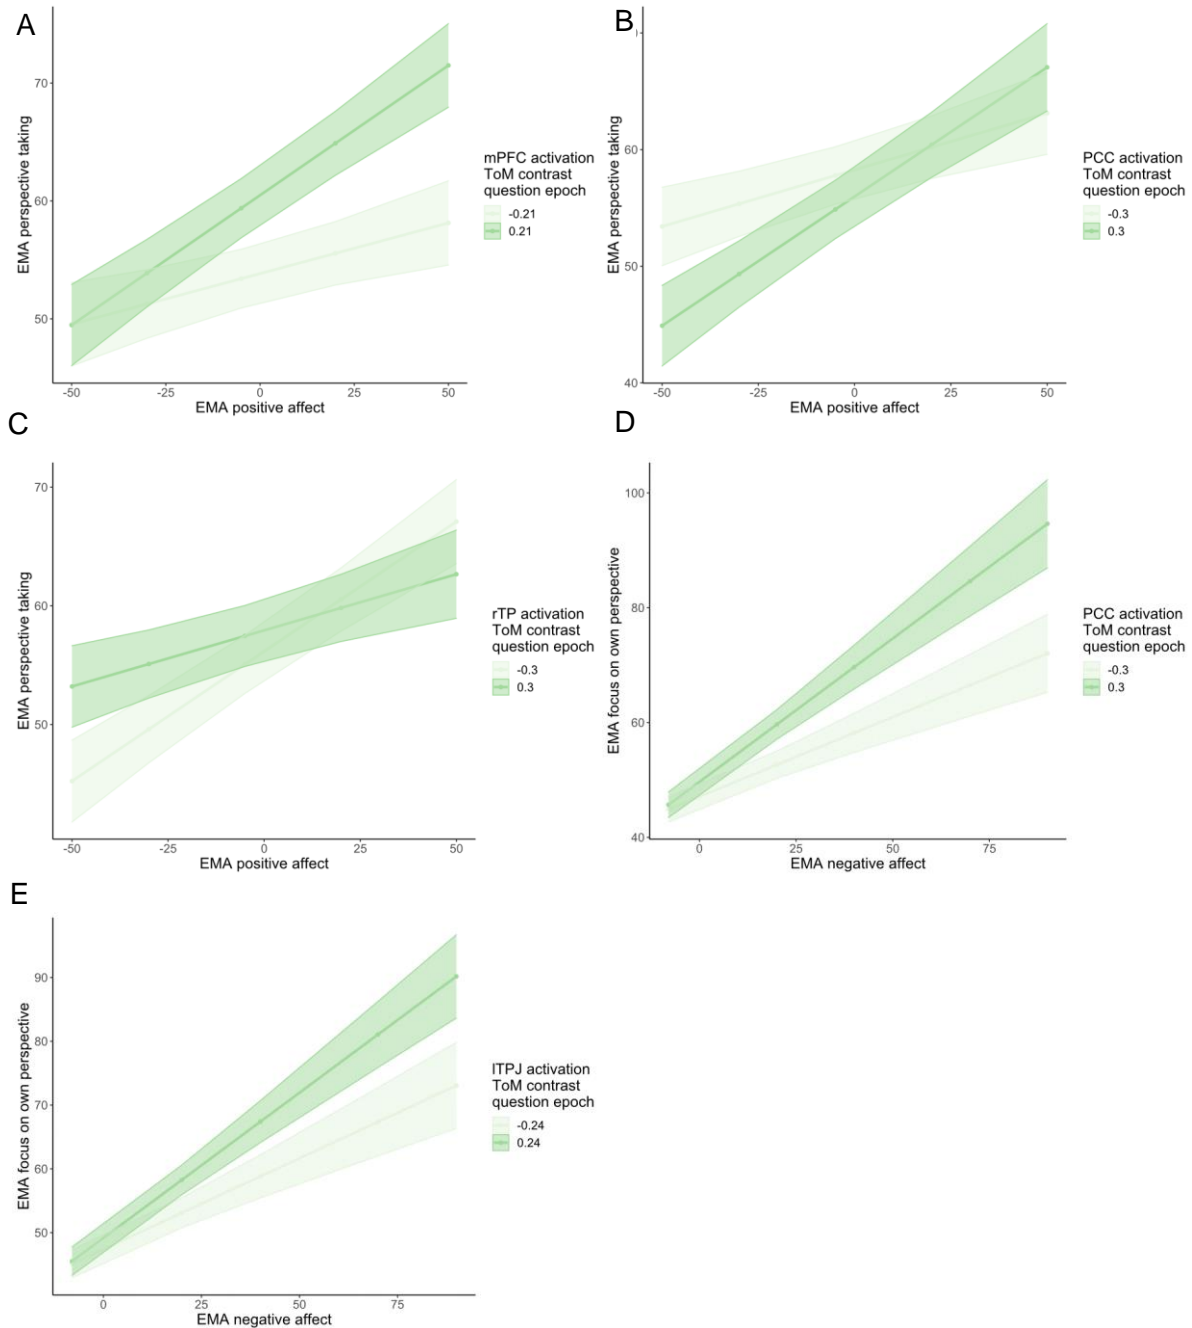 A
EMA perspective taking
70
60
50
-50
-25
0
25
50
EMA positive affect
mPFC activation
ToM contrast
question epoch
-0.21
0.21
B
EMA perspective taking
60
50
40
-50
-25
0
25
50
EMA positive affect
PCC activation
ToM contrast
question epoch
-0.3
0.3
C
EMA perspective taking
70
60
50
-50
-25
0
25
50
EMA positive affect
rTP activation
ToM contrast
question epoch
-0.3
0.3
D
EMA focus on own perspective
100
80
60
40
0
25
50
75
EMA negative affect
PCC activation
ToM contrast
question epoch
-0.3
0.3
E
EMA focus on own perspective
90
80
70
60
50
0
25
50
75
EMA negative affect
lTPJ activation
ToM contrast
question epoch
-0.24
0.24